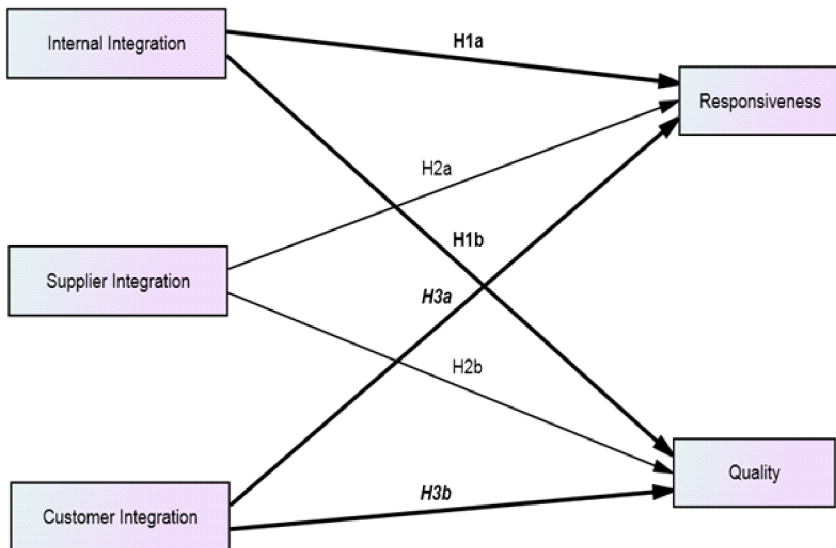 Internal Integration
H1a
Responsiveness
H2a
H1b
Supplier Integration
H3a
H2b
Quality
H3b
Customer Integration